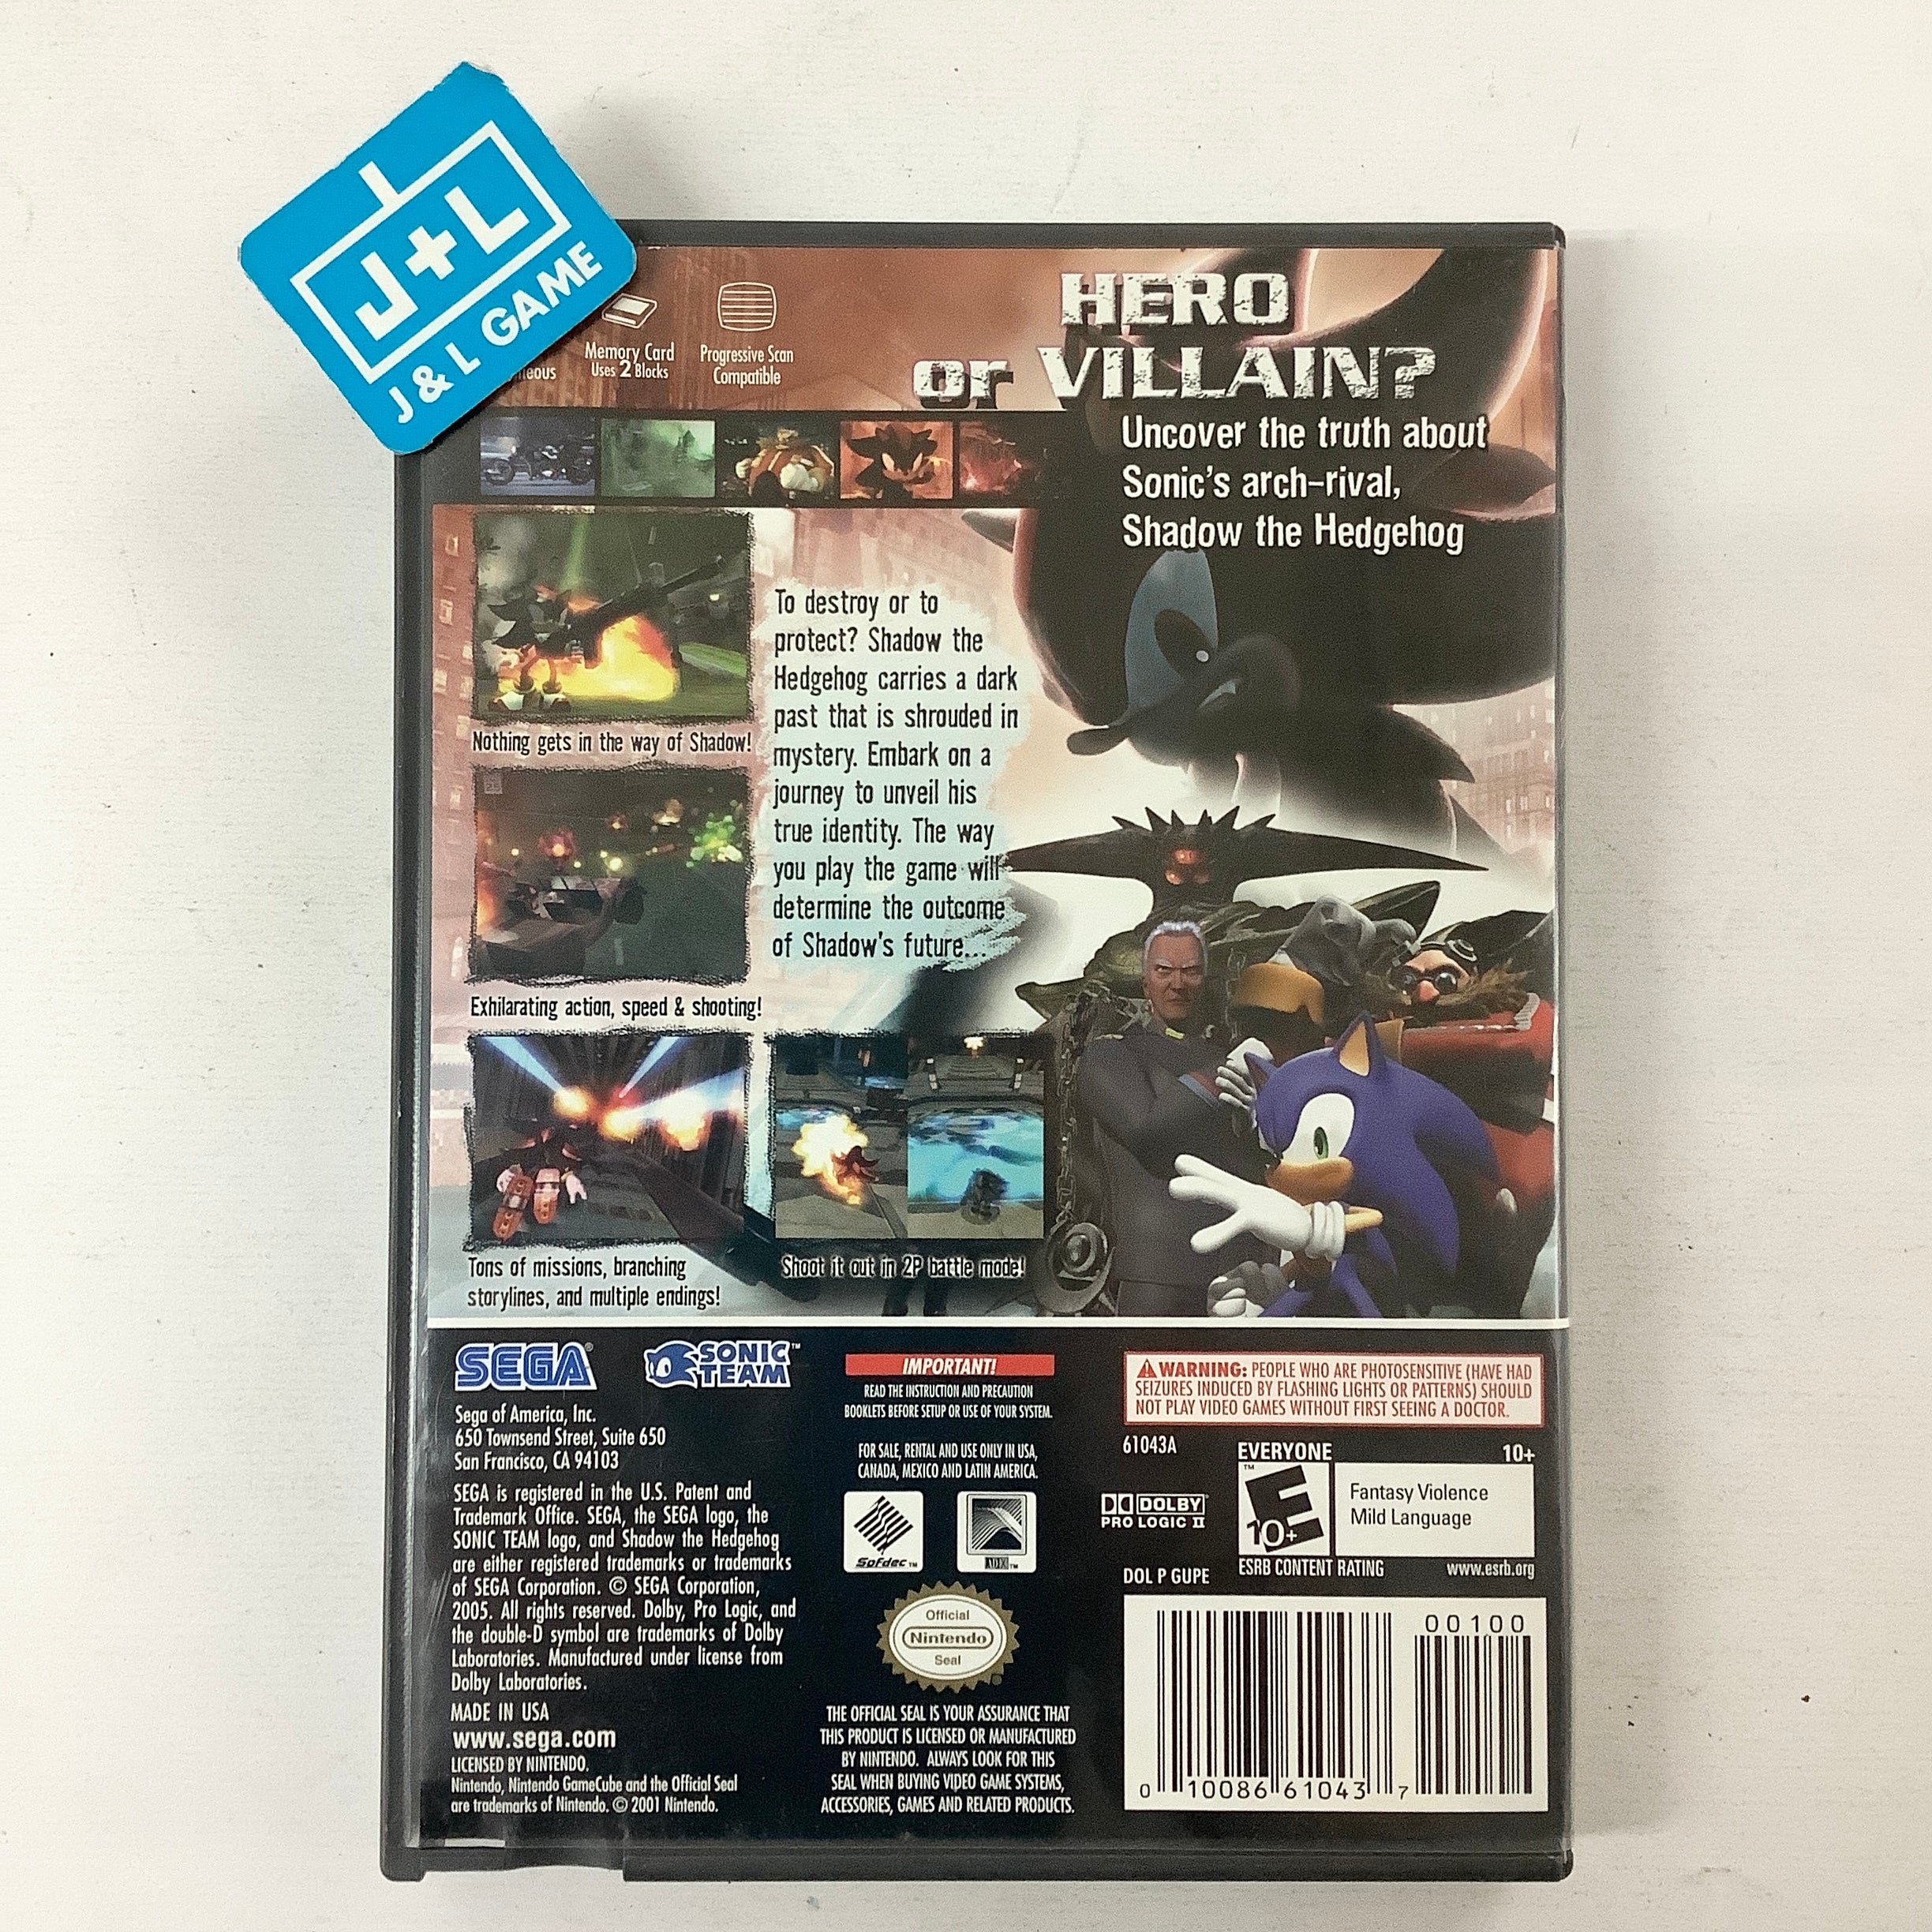 J+L
J & L GAME
Memory Card
Uses 2 Blocks
Progressive Scan
Compatible
HERO
or VILLAIN?
Uncover the truth about
Sonic's arch-rival,
Shadow the Hedgehog
To destroy or to
protect? Shadow the
Hedgehog carries a dark
past that is shrouded in
mystery. Embark on a
journey to unveil his
true identity. The way
you play the game will
determine the outcome
of Shadow's future...
Nothing gets in the way of Shadow!
Exhilarating action, speed & shooting!
Tons of missions, branching
storylines, and multiple endings!
Shoot it out in 2P battle mode!
SEGA®
SONIC™
TEAM
Sega of America, Inc.
650 Townsend Street, Suite 650
San Francisco, CA 94103
SEGA is registered in the U.S. Patent and
Trademark Office. SEGA, the SEGA logo, the
SONIC TEAM logo, and Shadow the Hedgehog
are either registered trademarks or trademarks
of SEGA Corporation. © SEGA Corporation,
2005. All rights reserved. Dolby, Pro Logic, and
the double-D symbol are trademarks of Dolby
Laboratories. Manufactured under license from
Dolby Laboratories.
MADE IN USA
www.sega.com
LICENSED BY NINTENDO.
Nintendo, Nintendo GameCube and the Official Seal
are trademarks of Nintendo. © 2001 Nintendo.
IMPORTANT!
READ THE INSTRUCTION AND PRECAUTION
BOOKLETS BEFORE SETUP OR USE OF YOUR SYSTEM.
FOR SALE, RENTAL AND USE ONLY IN USA,
CANADA, MEXICO AND LATIN AMERICA.
Sofdec™
ADX™
Official
Nintendo
Seal
THE OFFICIAL SEAL IS YOUR ASSURANCE THAT
THIS PRODUCT IS LICENSED OR MANUFACTURED
BY NINTENDO. ALWAYS LOOK FOR THIS
SEAL WHEN BUYING VIDEO GAME SYSTEMS,
ACCESSORIES, GAMES AND RELATED PRODUCTS.
WARNING: PEOPLE WHO ARE PHOTOSENSITIVE (HAVE HAD
SEIZURES INDUCED BY FLASHING LIGHTS OR PATTERNS) SHOULD
NOT PLAY VIDEO GAMES WITHOUT FIRST SEEING A DOCTOR.
61043A
EVERYONE 10+
E
10+
Fantasy Violence
Mild Language
ESRB CONTENT RATING www.esrb.org
DOLBY
PRO LOGIC II
DOL P GUPE
00100
0 10086 61043 7